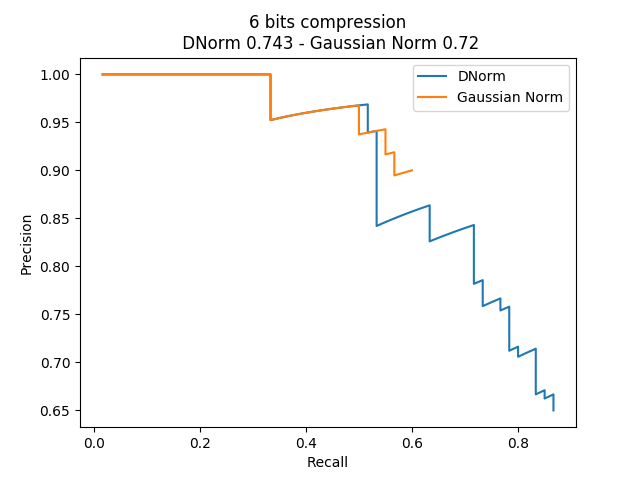 6 bits compression
DNorm 0.743 - Gaussian Norm 0.72
DNorm
Gaussian Norm
1.00
0.95
0.90
0.85
0.80
0.75
0.70
0.65
Precision
0.0
0.2
0.4
0.6
0.8
Recall